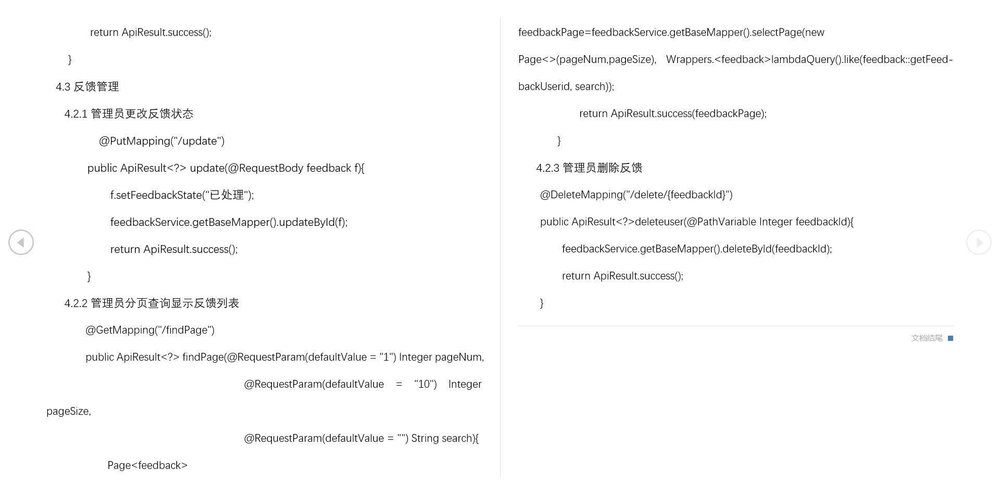 return ApiResult.success();
}
4.3 反馈管理
4.2.1 管理员更改反馈状态
@PutMapping("/update")
public ApiResult<?> update(@RequestBody feedback f){
f.setFeedbackState("已处理");
feedbackService.getBaseMapper().updateById(f);
return ApiResult.success();
}
4.2.2 管理员分页查询显示反馈列表
@GetMapping("/findPage")
public ApiResult<?> findPage(@RequestParam(defaultValue = "1") Integer pageNum,
@RequestParam(defaultValue = "10") Integer
pageSize,
@RequestParam(defaultValue = "") String search){
Page<feedback>
feedbackPage=feedbackService.getBaseMapper().selectPage(new
Page<>(pageNum,pageSize), Wrappers.<feedback>lambdaQuery().like(feedback::getFeed-
backUserid, search));
return ApiResult.success(feedbackPage);
}
4.2.3 管理员删除反馈
@DeleteMapping("/delete/{feedbackId}")
public ApiResult<?>deleteuser(@PathVariable Integer feedbackId){
feedbackService.getBaseMapper().deleteById(feedbackId);
return ApiResult.success();
}
文档结尾